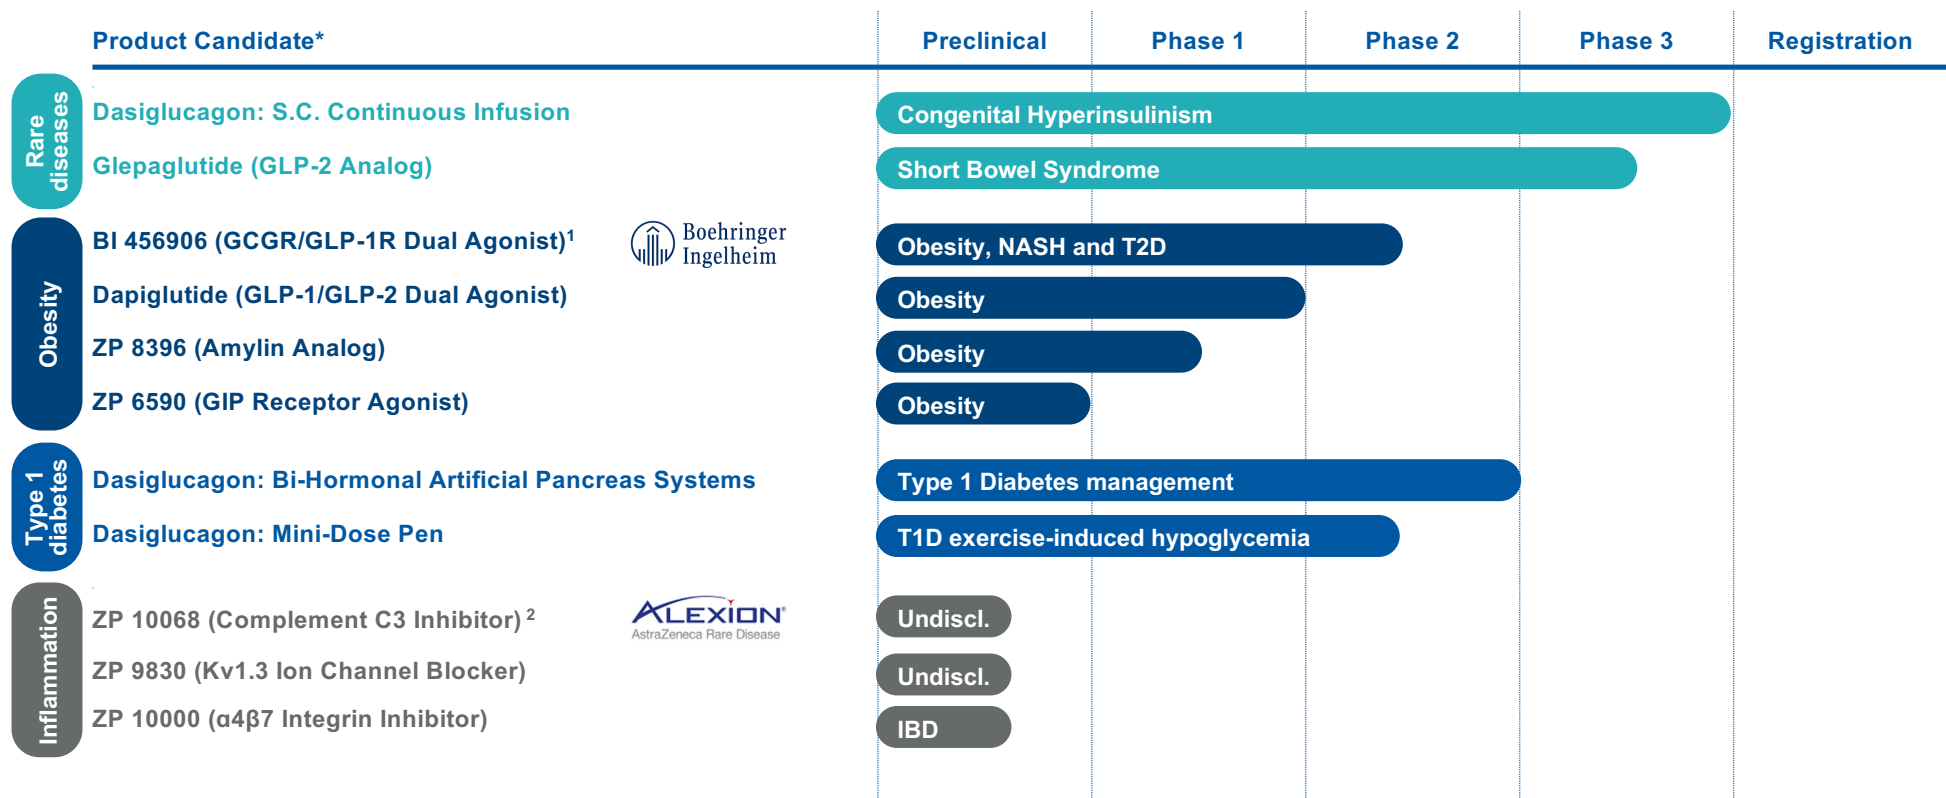 Product Candidate*
Preclinical
Phase 1
Phase 2
Phase 3
Registration
Rare
diseases
Dasiglucagon: S.C. Continuous Infusion
Congenital Hyperinsulinism
Glepaglutide (GLP-2 Analog)
Short Bowel Syndrome
Obesity
BI 456906 (GCGR/GLP-1R Dual Agonist)¹
Boehringer
Ingelheim
Obesity, NASH and T2D
Dapiglutide (GLP-1/GLP-2 Dual Agonist)
Obesity
ZP 8396 (Amylin Analog)
Obesity
ZP 6590 (GIP Receptor Agonist)
Obesity
Type 1
diabetes
Dasiglucagon: Bi-Hormonal Artificial Pancreas Systems
Type 1 Diabetes management
Dasiglucagon: Mini-Dose Pen
T1D exercise-induced hypoglycemia
Inflammation
ZP 10068 (Complement C3 Inhibitor) ²
ALEXION®
AstraZeneca Rare Disease
Undiscl.
ZP 9830 (Kv1.3 Ion Channel Blocker)
Undiscl.
ZP 10000 (α4β7 Integrin Inhibitor)
IBD